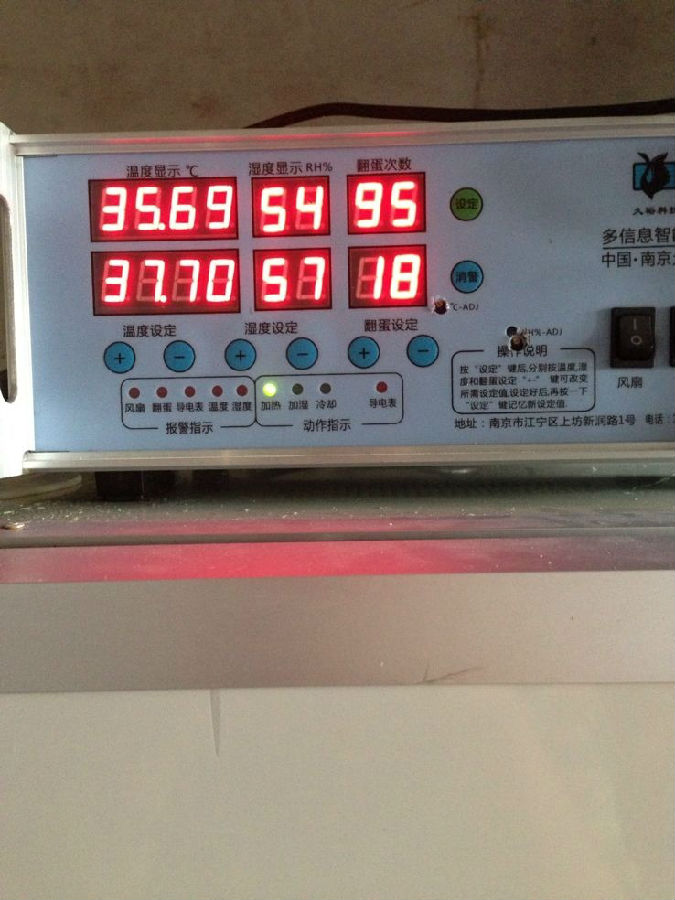 温度显示 ℃ 湿度显示 RH% 翻蛋次数
35.69 54 95 设定
37.70 57 18 消警
℃-ADJ
温度设定 湿度设定 翻蛋设定
+ - + - + -
风扇 翻蛋 导电表 温度 湿度 加热 加湿 冷却 导电表
报警指示 动作指示
久裕科技
多信息智能
中国·南京
H%-ADJ
操作说明
按"设定"键后,分别按温度,湿
度和翻蛋设定"+-"键可改变
所需设定值,设定好后,再按一下
"设定"键记忆新设定值.
I
O
风扇
地址:南京市江宁区上坊新润路1号 电话: